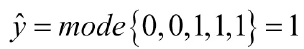 ŷ = mode{0,0,1,1,1} = 1